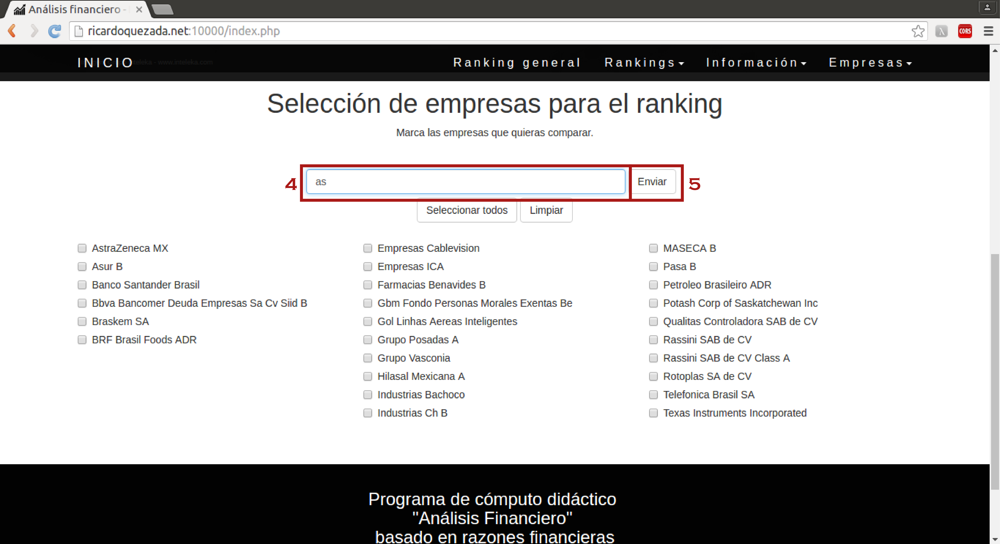 Análisis financiero -
ricardoquezada.net:10000/index.php
CORS
INICIO
teleka - www.inteleka.com
Ranking general Rankings Información Empresas
Selección de empresas para el ranking
Marca las empresas que quieras comparar.
4 as Enviar 5
Seleccionar todos Limpiar
AstraZeneca MX
Asur B
Banco Santander Brasil
Bbva Bancomer Deuda Empresas Sa Cv Siid B
Braskem SA
BRF Brasil Foods ADR
Empresas Cablevision
Empresas ICA
Farmacias Benavides B
Gbm Fondo Personas Morales Exentas Be
Gol Linhas Aereas Inteligentes
Grupo Posadas A
Grupo Vasconia
Hilasal Mexicana A
Industrias Bachoco
Industrias Ch B
MASECA B
Pasa B
Petroleo Brasileiro ADR
Potash Corp of Saskatchewan Inc
Qualitas Controladora SAB de CV
Rassini SAB de CV
Rassini SAB de CV Class A
Rotoplas SA de CV
Telefonica Brasil SA
Texas Instruments Incorporated
Programa de cómputo didáctico
"Análisis Financiero"
basado en razones financieras